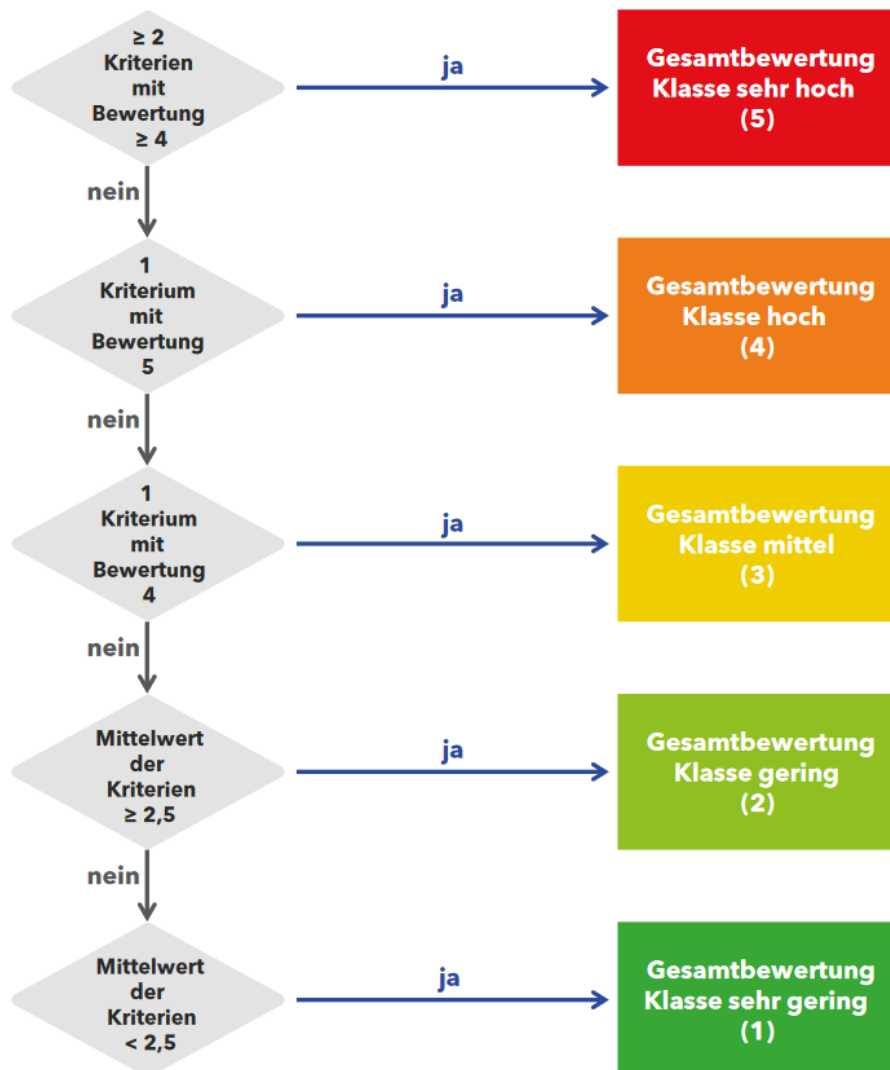 ≥ 2
Kriterien
mit
Bewertung
≥ 4
ja
Gesamtbewertung
Klasse sehr hoch
(5)
nein
1
Kriterium
mit
Bewertung
5
ja
Gesamtbewertung
Klasse hoch
(4)
nein
1
Kriterium
mit
Bewertung
4
ja
Gesamtbewertung
Klasse mittel
(3)
nein
Mittelwert
der
Kriterien
≥ 2,5
ja
Gesamtbewertung
Klasse gering
(2)
nein
Mittelwert
der
Kriterien
< 2,5
ja
Gesamtbewertung
Klasse sehr gering
(1)